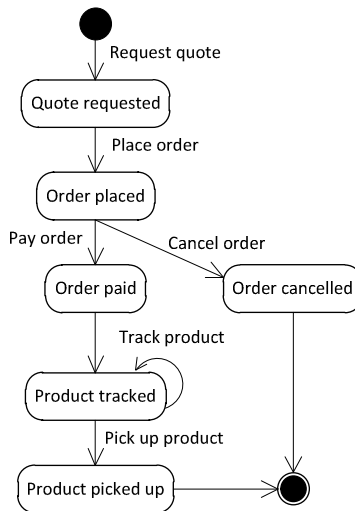 Request quote
Quote requested
Place order
Order placed
Pay order
Cancel order
Order paid
Order cancelled
Track product
Product tracked
Pick up product
Product picked up